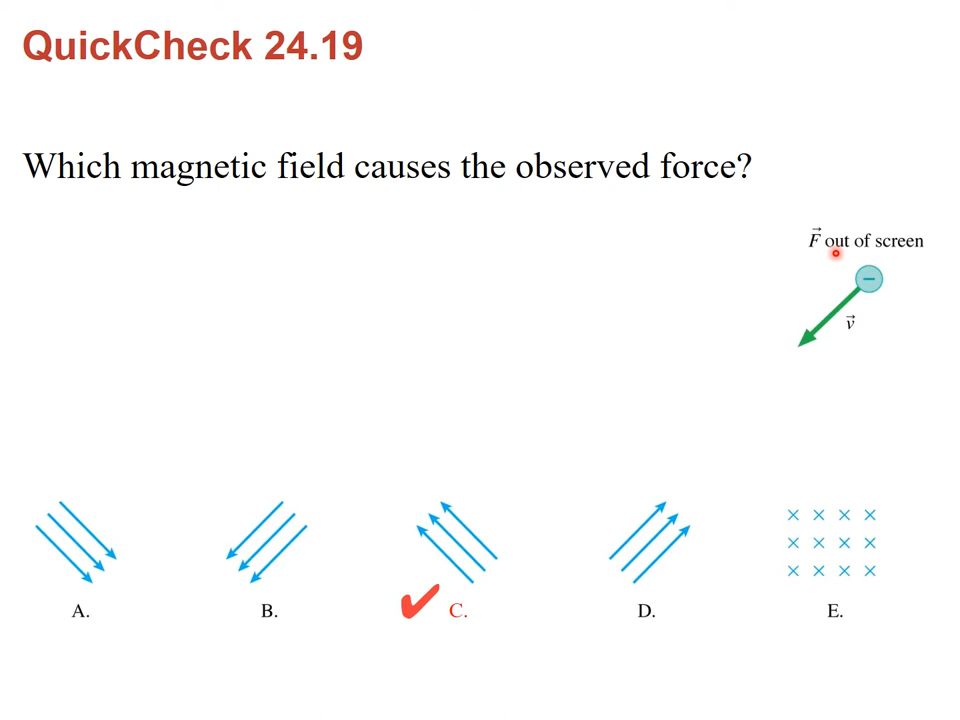 QuickCheck 24.19
Which magnetic field causes the observed force?
F⃗ out of screen
−
v⃗
× × × ×
× × × ×
× × × ×
A. B. C. D. E.